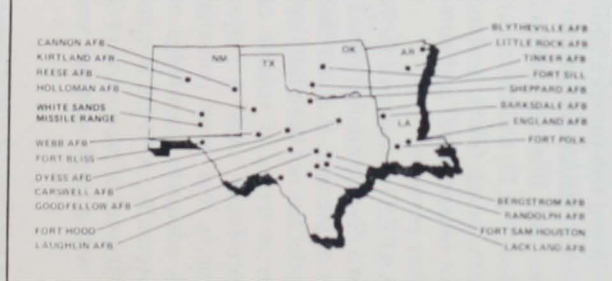 CANNON AFB
KIRTLAND AFB
REESE AFB
HOLLOMAN AFB
WHITE SANDS
MISSILE RANGE
WEBB AFB
FORT BLISS
DYESS AFD
CARSWELL AFB
GOODFELLOW AFB
FORT HOOD
LAUGHLIN AFB
NM
TX
OK
AR
LA
BLYTHEVILLE AFB
LITTLE ROCK AFB
TINKER AFB
FORT SILL
SHEPPARD AFB
BARKSDALE AFB
ENGLAND AFB
FORT POLK
BERGSTROM AFB
RANDOLPH AFB
FORT SAM HOUSTON
LACKLAND AFB